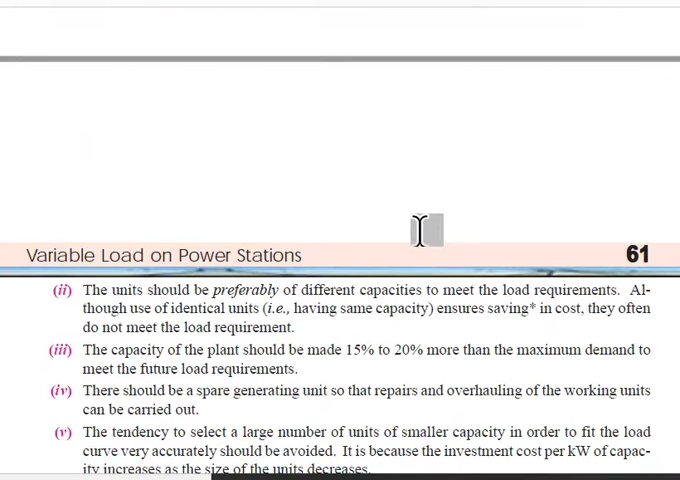 Variable Load on Power Stations 61
(ii) The units should be preferably of different capacities to meet the load requirements. Al-
though use of identical units (i.e., having same capacity) ensures saving* in cost, they often
do not meet the load requirement.
(iii) The capacity of the plant should be made 15% to 20% more than the maximum demand to
meet the future load requirements.
(iv) There should be a spare generating unit so that repairs and overhauling of the working units
can be carried out.
(v) The tendency to select a large number of units of smaller capacity in order to fit the load
curve very accurately should be avoided. It is because the investment cost per kW of capac-
ity increases as the size of the units decreases.